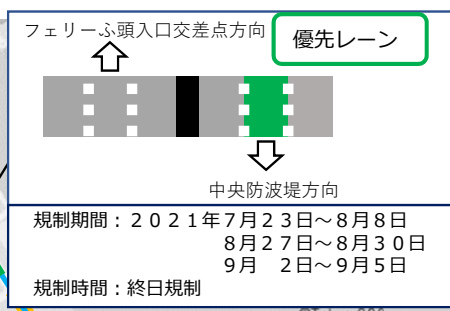 フェリーふ頭入口交差点方向
優先レーン
中央防波堤方向
規制期間：２０２１年７月２３日～８月８日
８月２７日～８月３０日
９月　２日～９月５日
規制時間：終日規制